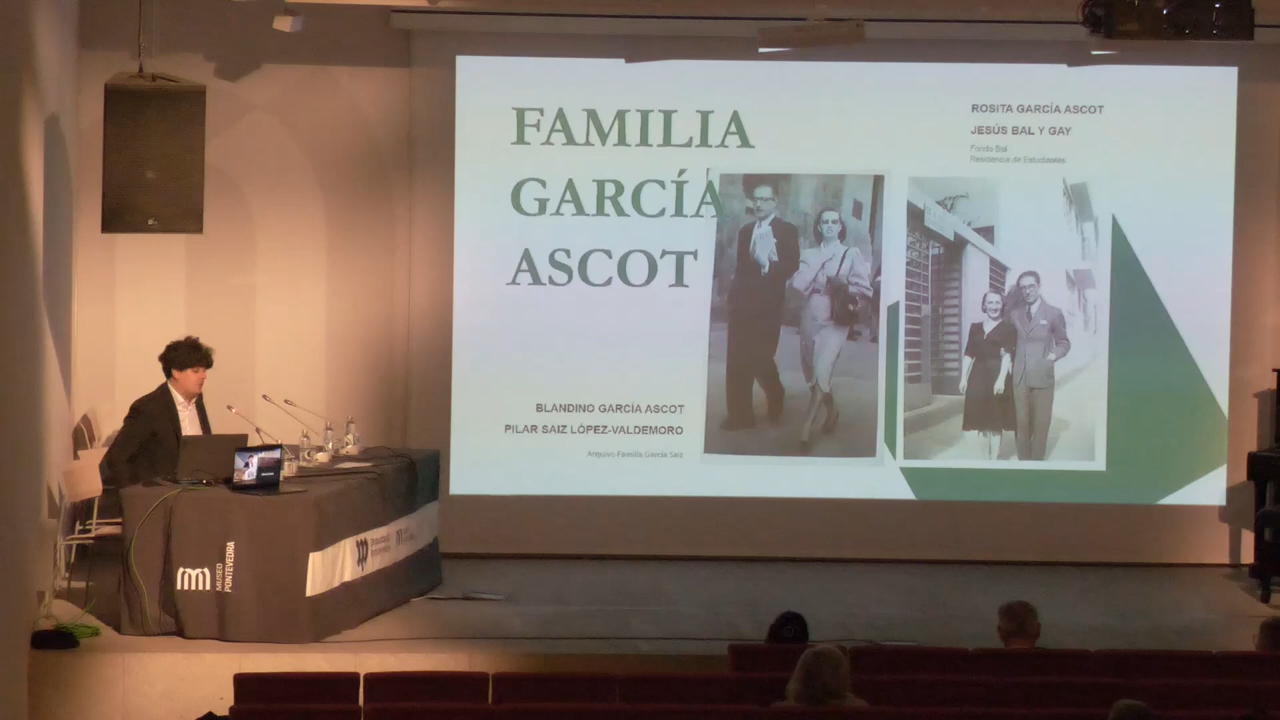 FAMILIA
GARCÍA
ASCOT
ROSITA GARCÍA ASCOT
JESÚS BAL Y GAY
Fondo Bal
Residencia de Estudiantes
BLANDINO GARCÍA ASCOT
PILAR SAIZ LÓPEZ-VALDEMORO
Arquivo Familia García Saiz
MUSEO
PONTEVEDRA